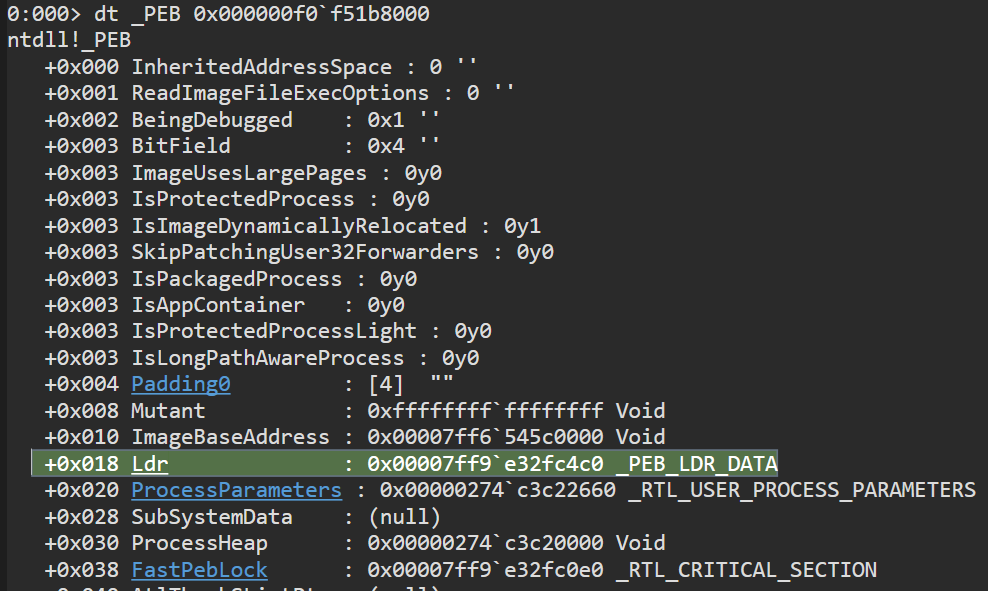 0:000> dt _PEB 0x000000f0`f51b8000
ntdll!_PEB
+0x000 InheritedAddressSpace : 0 ''
+0x001 ReadImageFileExecOptions : 0 ''
+0x002 BeingDebugged : 0x1 ''
+0x003 BitField : 0x4 ''
+0x003 ImageUsesLargePages : 0y0
+0x003 IsProtectedProcess : 0y0
+0x003 IsImageDynamicallyRelocated : 0y1
+0x003 SkipPatchingUser32Forwarders : 0y0
+0x003 IsPackagedProcess : 0y0
+0x003 IsAppContainer : 0y0
+0x003 IsProtectedProcessLight : 0y0
+0x003 IsLongPathAwareProcess : 0y0
+0x004 Padding0 : [4] ""
+0x008 Mutant : 0xffffffff`ffffffff Void
+0x010 ImageBaseAddress : 0x00007ff6`545c0000 Void
+0x018 Ldr : 0x00007ff9`e32fc4c0 _PEB_LDR_DATA
+0x020 ProcessParameters : 0x00000274`c3c22660 _RTL_USER_PROCESS_PARAMETERS
+0x028 SubSystemData : (null)
+0x030 ProcessHeap : 0x00000274`c3c20000 Void
+0x038 FastPebLock : 0x00007ff9`e32fc0e0 _RTL_CRITICAL_SECTION